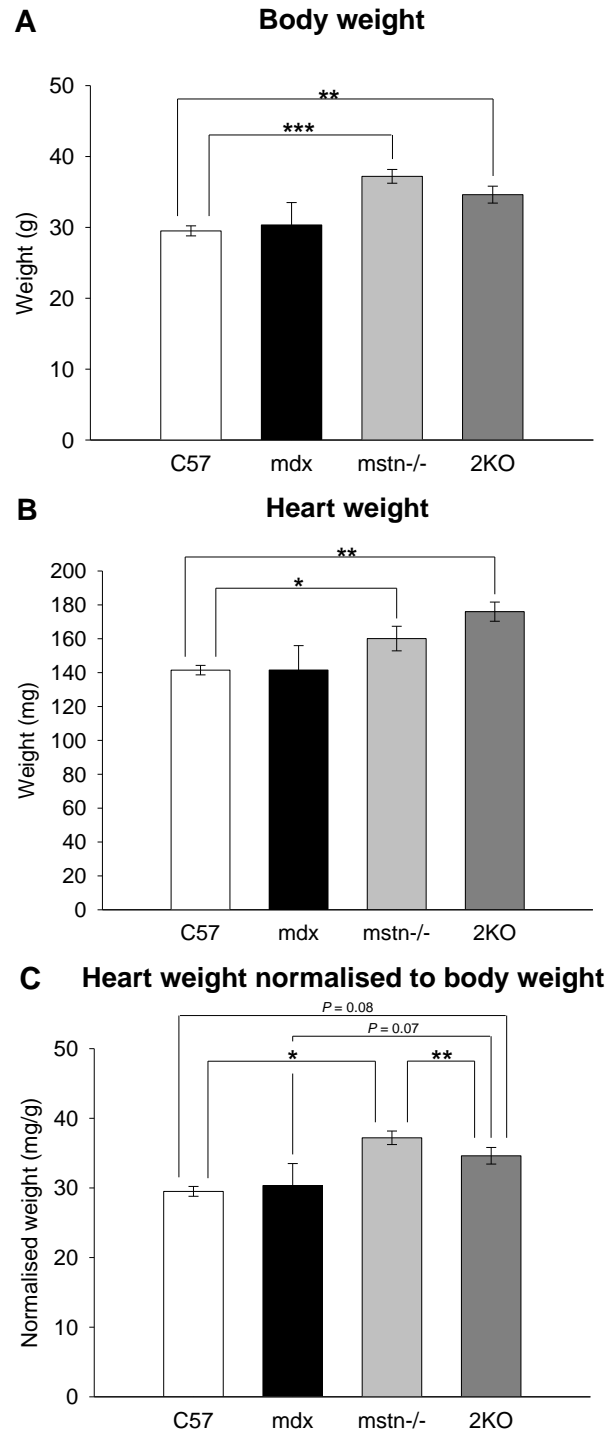 A Body weight
50
40
30
20
10
0
Weight (g)
**
***
C57 mdx mstn-/- 2KO
B Heart weight
200
180
160
140
120
100
80
60
40
20
0
Weight (mg)
**
*
C57 mdx mstn-/- 2KO
C Heart weight normalised to body weight
P = 0.08
P = 0.07
* **
50
40
30
20
10
0
Normalised weight (mg/g)
C57 mdx mstn-/- 2KO